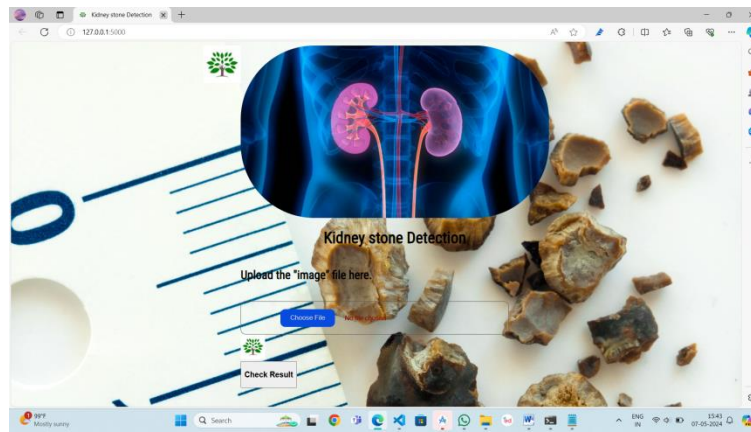 Kidney stone Detection
127.0.0.1:5000
0
Kidney stone Detection
Upload the "image" file here.
Choose File
Check Result
99°F
Mostly sunny
Search
ENG
IN
15:43
07-05-2024